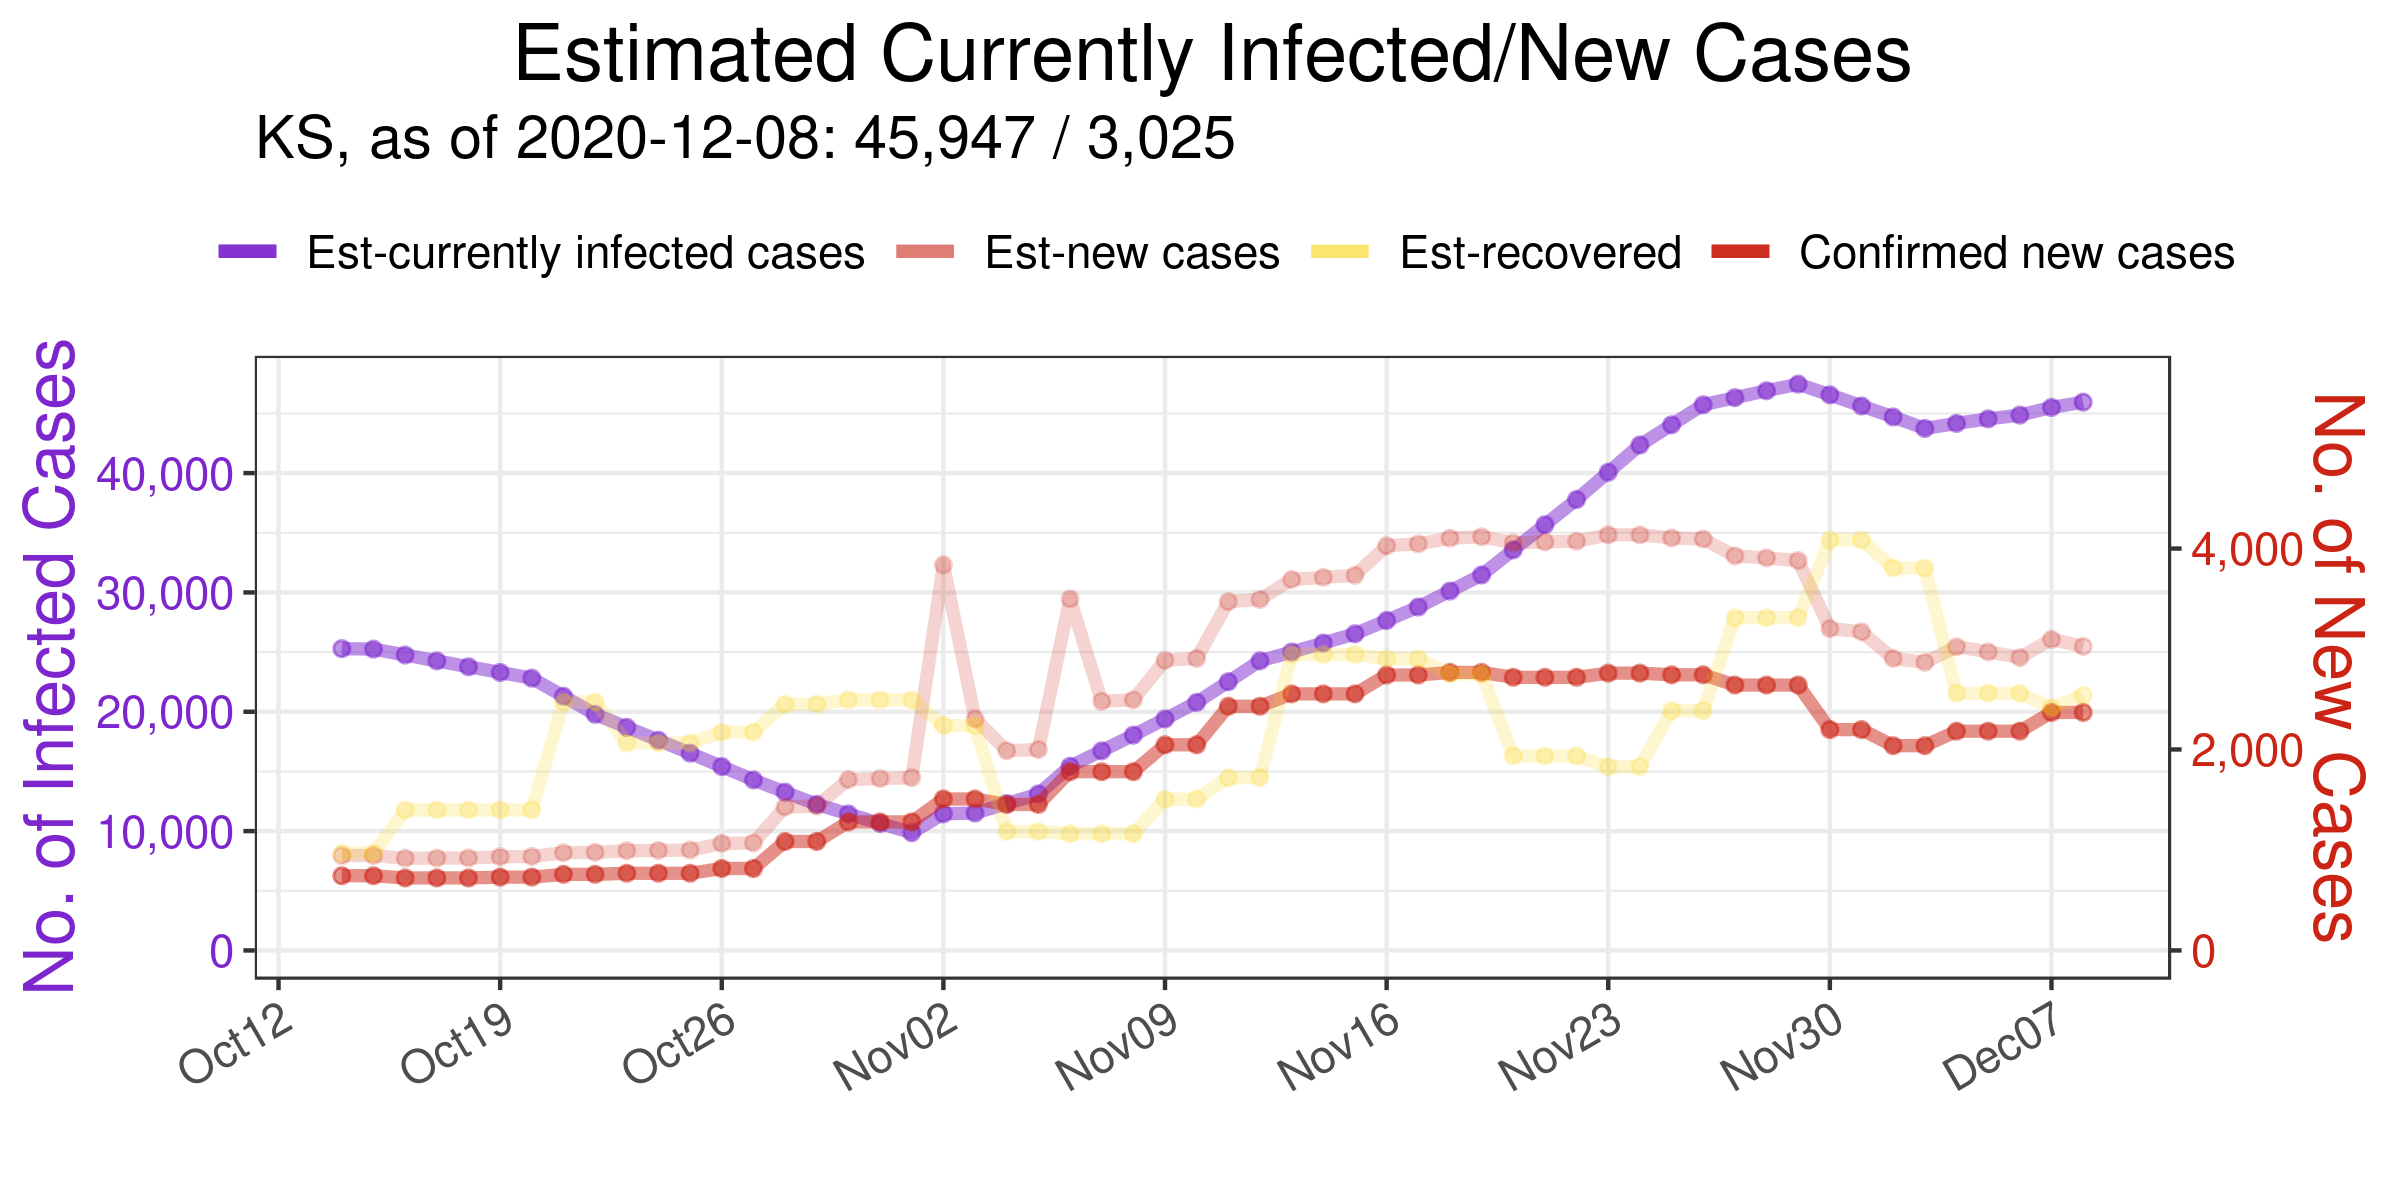 Estimated Currently Infected/New Cases
KS, as of 2020-12-08: 45,947 / 3,025
Est-currently infected cases Est-new cases Est-recovered Confirmed new cases
No. of Infected Cases
40,000
30,000
20,000
10,000
0
4,000
2,000
0
No. of New Cases
Oct12 Oct19 Oct26 Nov02 Nov09 Nov16 Nov23 Nov30 Dec07